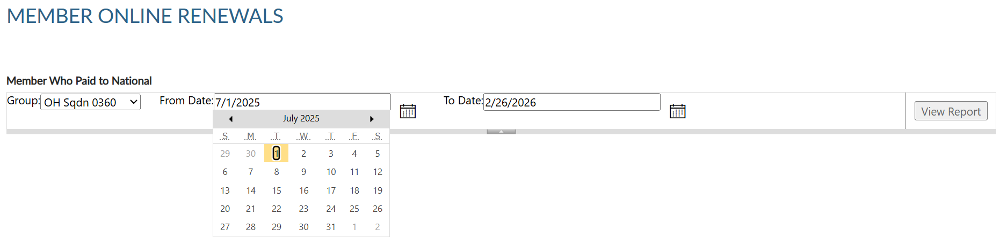 MEMBER ONLINE RENEWALS
Member Who Paid to National
Group: OH Sqdn 0360 From Date: 7/1/2025 To Date: 2/26/2026 View Report
July 2025
S M T W T F S
29 30 1 2 3 4 5
6 7 8 9 10 11 12
13 14 15 16 17 18 19
20 21 22 23 24 25 26
27 28 29 30 31 1 2